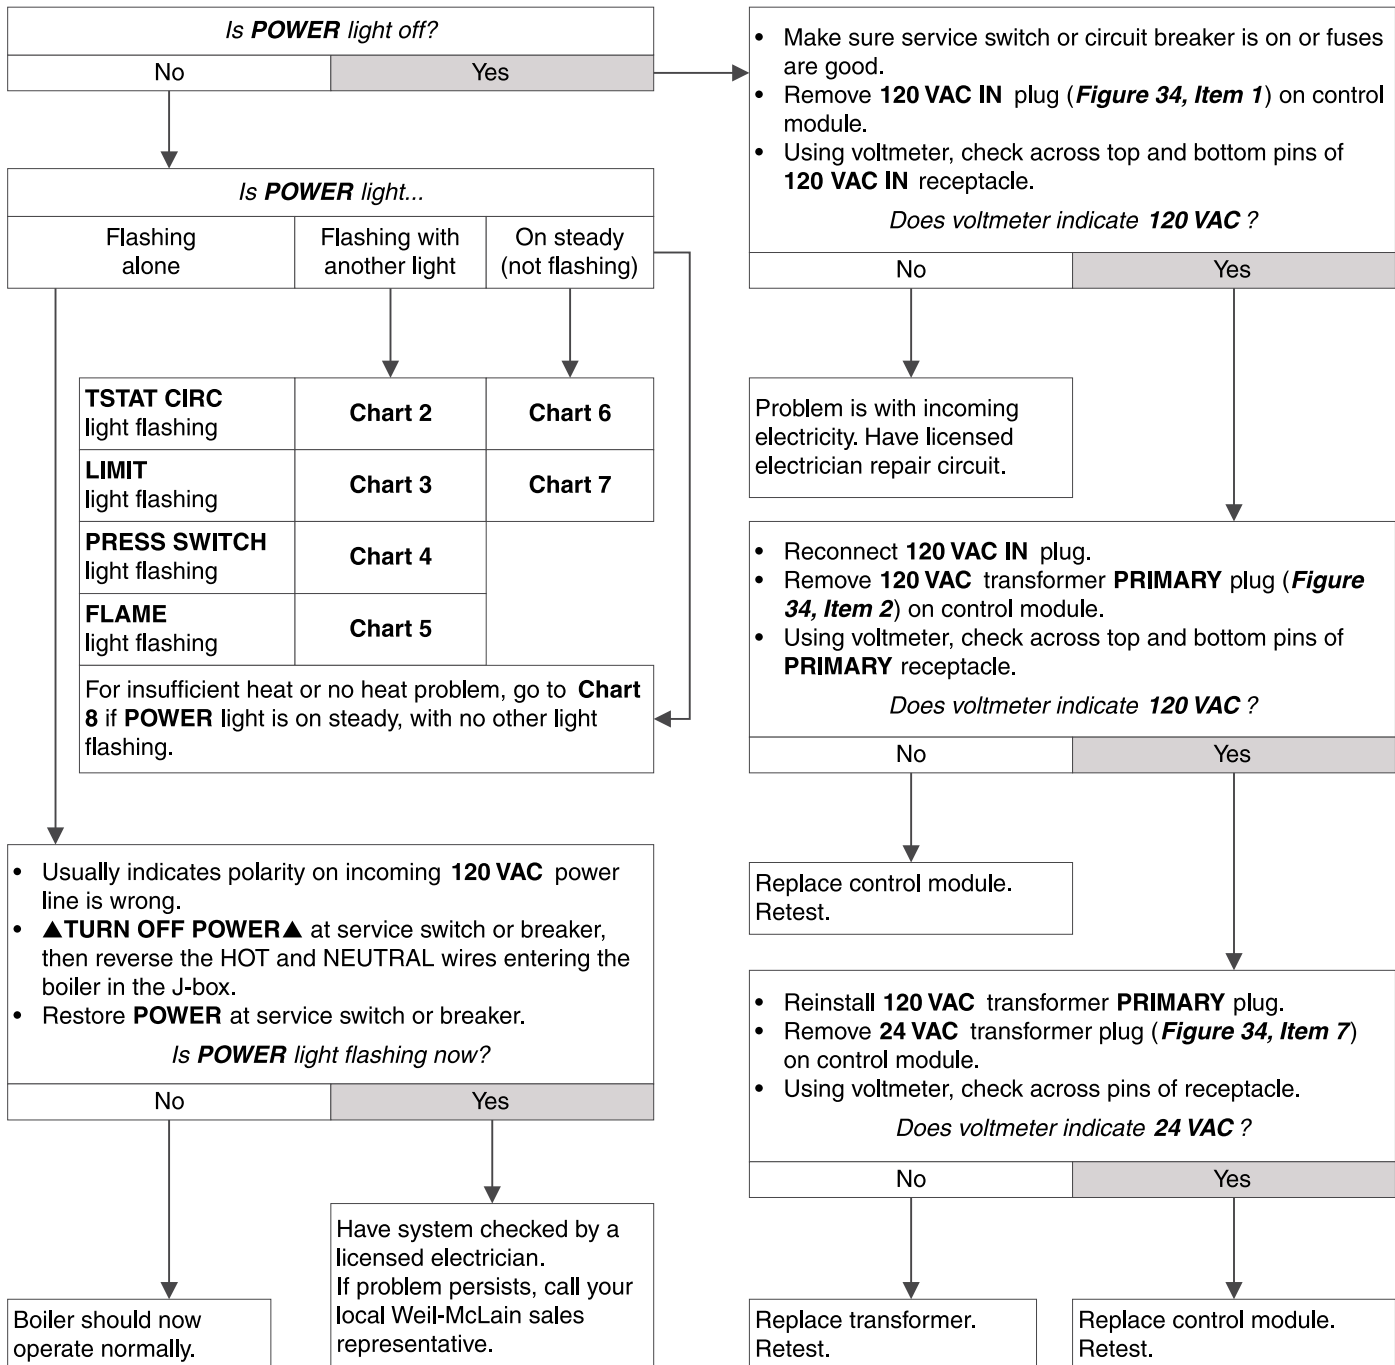 Is POWER light off?
No
Yes
Is POWER light...
Flashing
alone
Flashing with
another light
On steady
(not flashing)
TSTAT CIRC
light flashing
Chart 2
Chart 6
LIMIT
light flashing
Chart 3
Chart 7
PRESS SWITCH
light flashing
Chart 4
FLAME
light flashing
Chart 5
For insufficient heat or no heat problem, go to Chart
8 if POWER light is on steady, with no other light
flashing.
• Usually indicates polarity on incoming 120 VAC power
line is wrong.
• ▲TURN OFF POWER▲ at service switch or breaker,
then reverse the HOT and NEUTRAL wires entering the
boiler in the J-box.
• Restore POWER at service switch or breaker.
Is POWER light flashing now?
No
Yes
Boiler should now
operate normally.
Have system checked by a
licensed electrician.
If problem persists, call your
local Weil-McLain sales
representative.
• Make sure service switch or circuit breaker is on or fuses
are good.
• Remove 120 VAC IN plug (Figure 34, Item 1) on control
module.
• Using voltmeter, check across top and bottom pins of
120 VAC IN receptacle.
Does voltmeter indicate 120 VAC ?
No
Yes
Problem is with incoming
electricity. Have licensed
electrician repair circuit.
• Reconnect 120 VAC IN plug.
• Remove 120 VAC transformer PRIMARY plug (Figure
34, Item 2) on control module.
• Using voltmeter, check across top and bottom pins of
PRIMARY receptacle.
Does voltmeter indicate 120 VAC ?
No
Yes
Replace control module.
Retest.
• Reinstall 120 VAC transformer PRIMARY plug.
• Remove 24 VAC transformer plug (Figure 34, Item 7)
on control module.
• Using voltmeter, check across pins of receptacle.
Does voltmeter indicate 24 VAC ?
No
Yes
Replace transformer.
Retest.
Replace control module.
Retest.